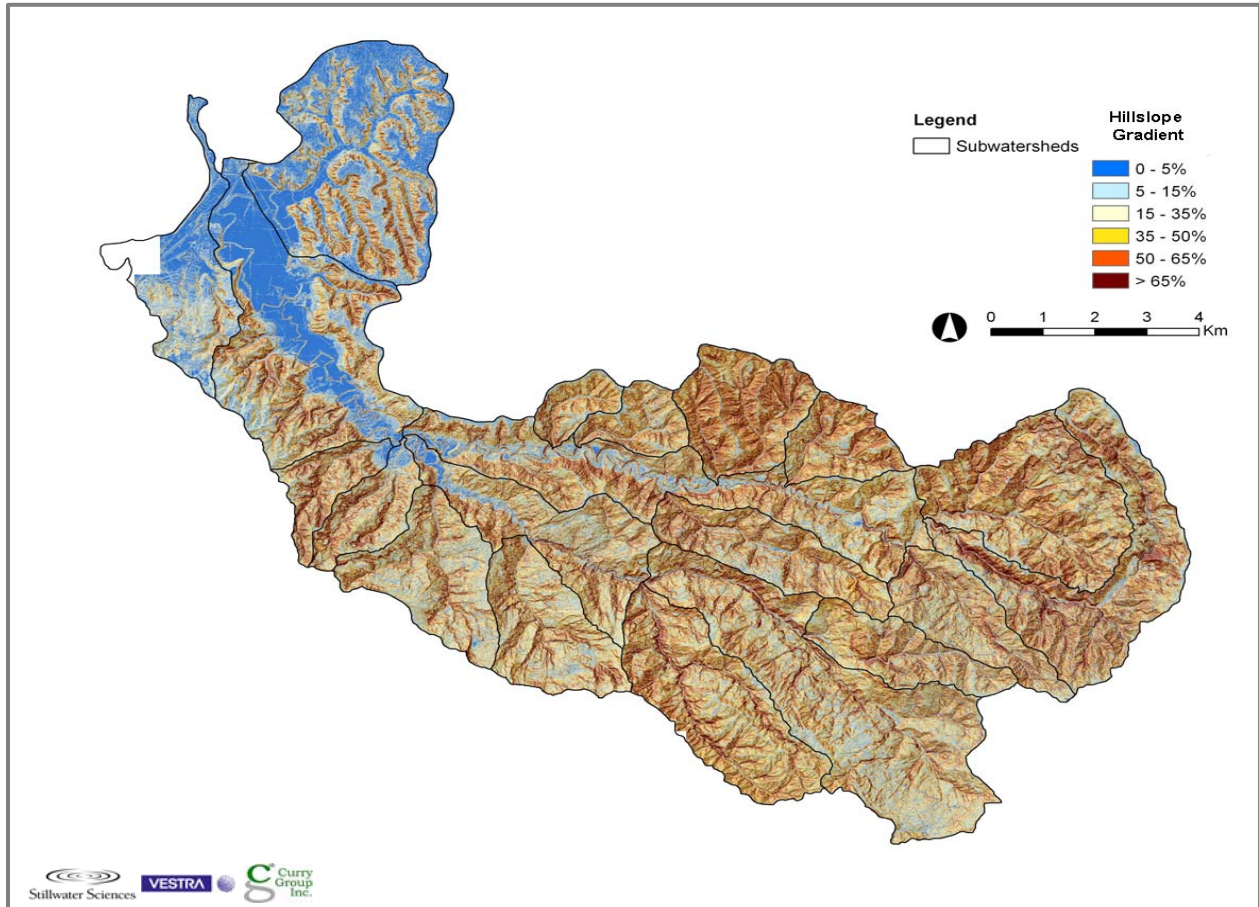 Legend
Subwatersheds
Hillslope
Gradient
0 - 5%
5 - 15%
15 - 35%
35 - 50%
50 - 65%
> 65%
0 1 2 3 4
Km
Stillwater Sciences
VESTRA
Curry
Group
Inc.